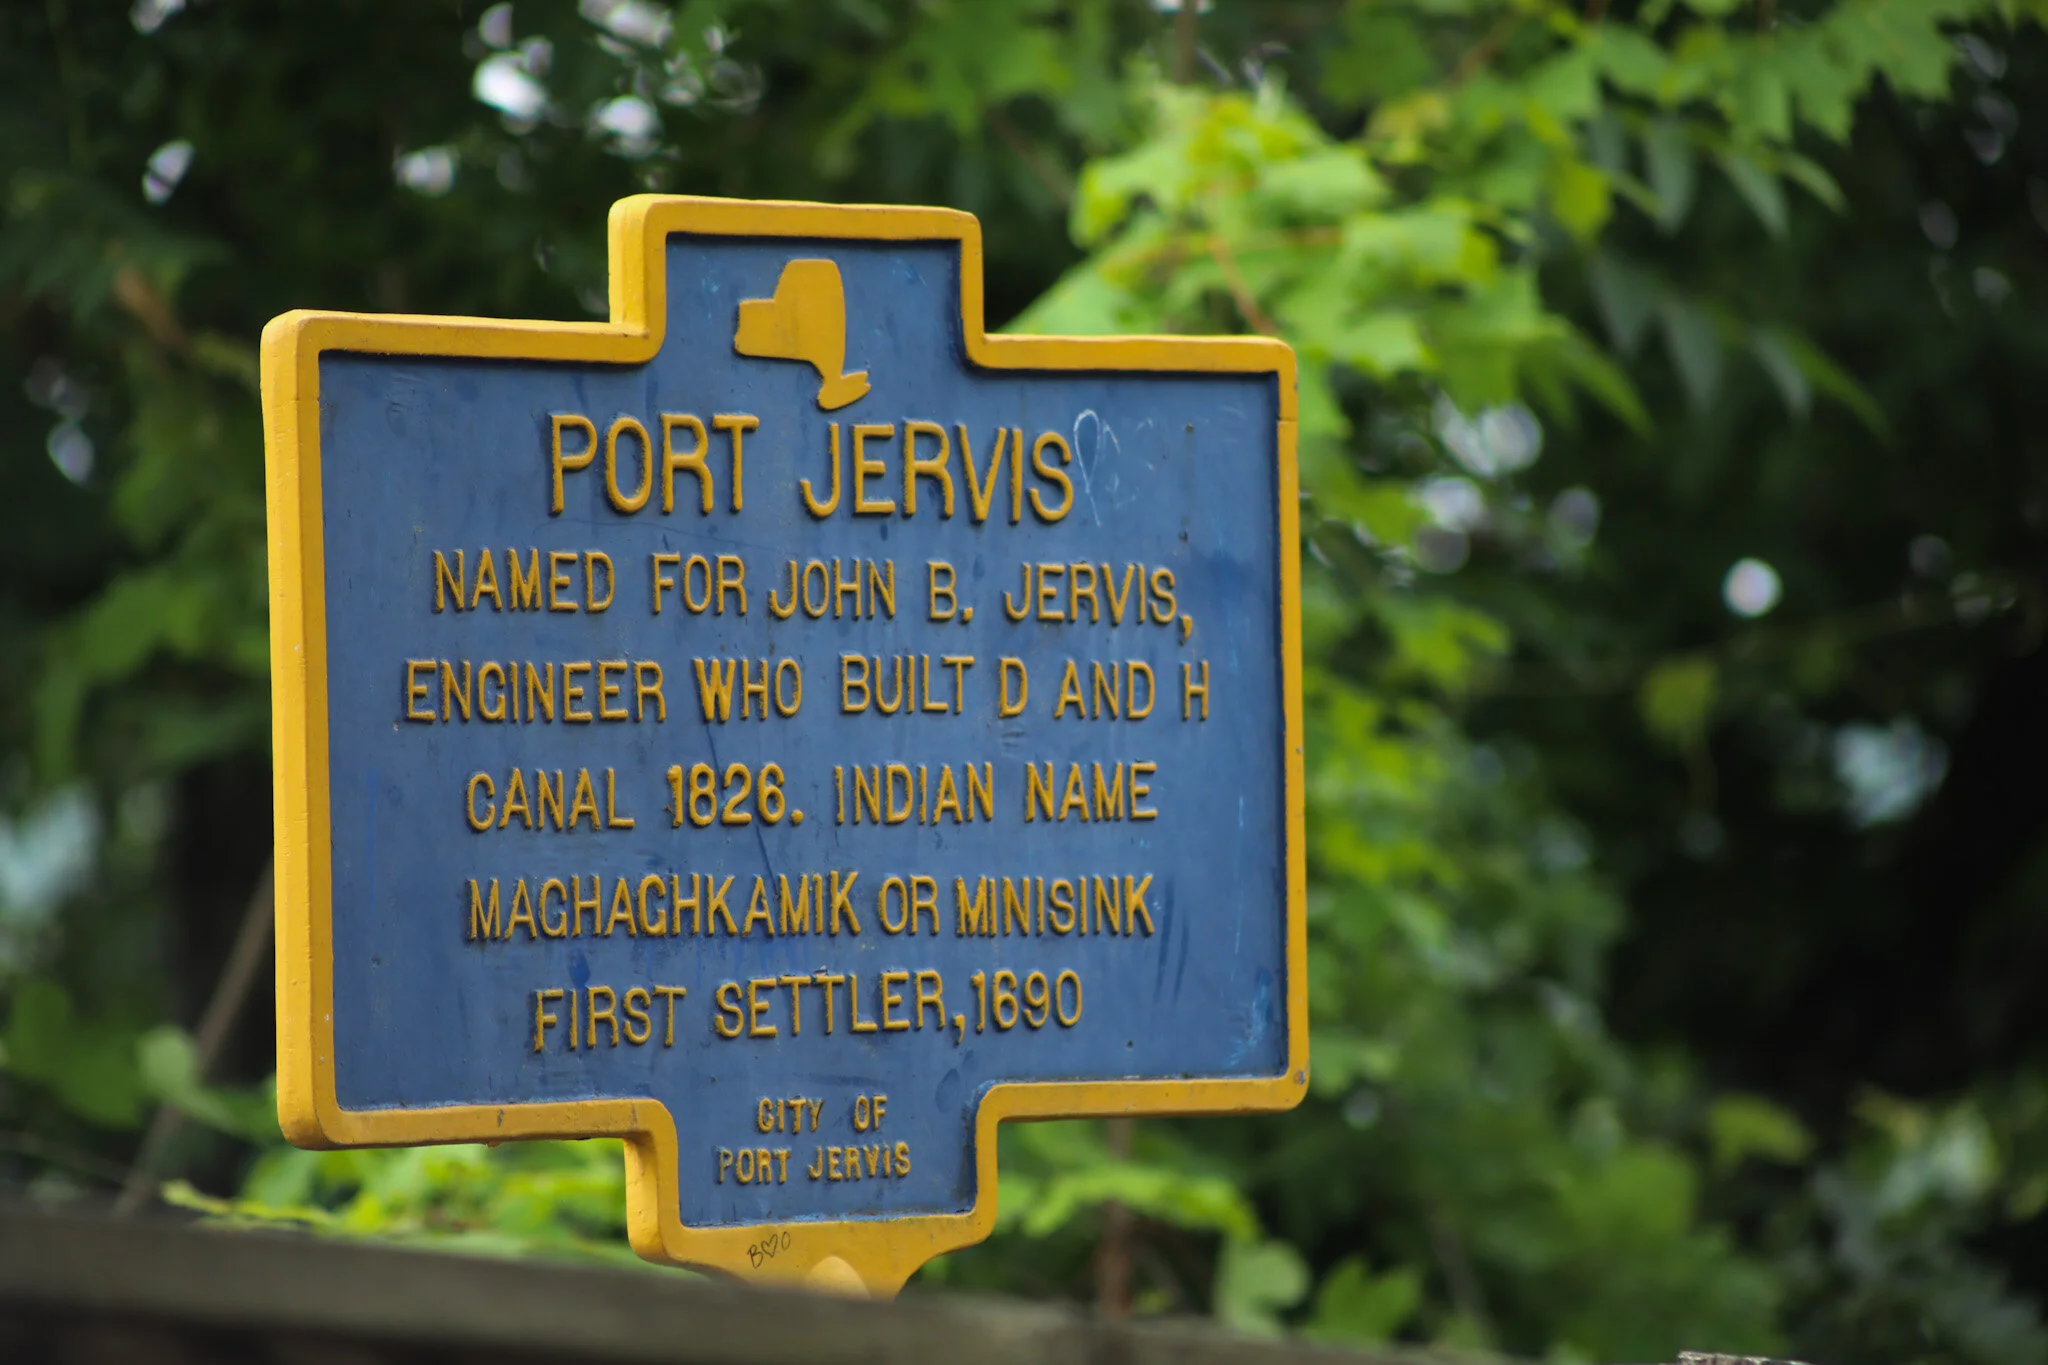 PORT JERVIS
NAMED FOR JOHN B. JERVIS,
ENGINEER WHO BUILT D AND H
CANAL 1826. INDIAN NAME
MAGHAGHKAMIK OR MINISINK
FIRST SETTLER, 1690
CITY OF
PORT JERVIS
B♡O